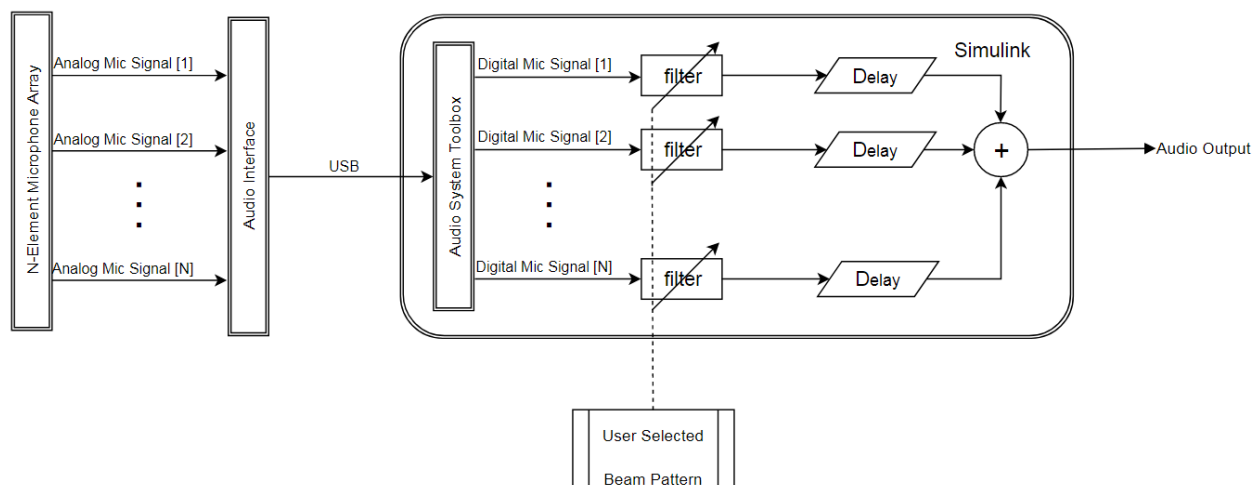 N-Element Microphone Array
Analog Mic Signal [1]
Analog Mic Signal [2]
Analog Mic Signal [N]
Audio Interface
USB
Simulink
Audio System Toolbox
Digital Mic Signal [1]
filter
Delay
Digital Mic Signal [2]
filter
Delay
+
Audio Output
Digital Mic Signal [N]
filter
Delay
User Selected
Beam Pattern